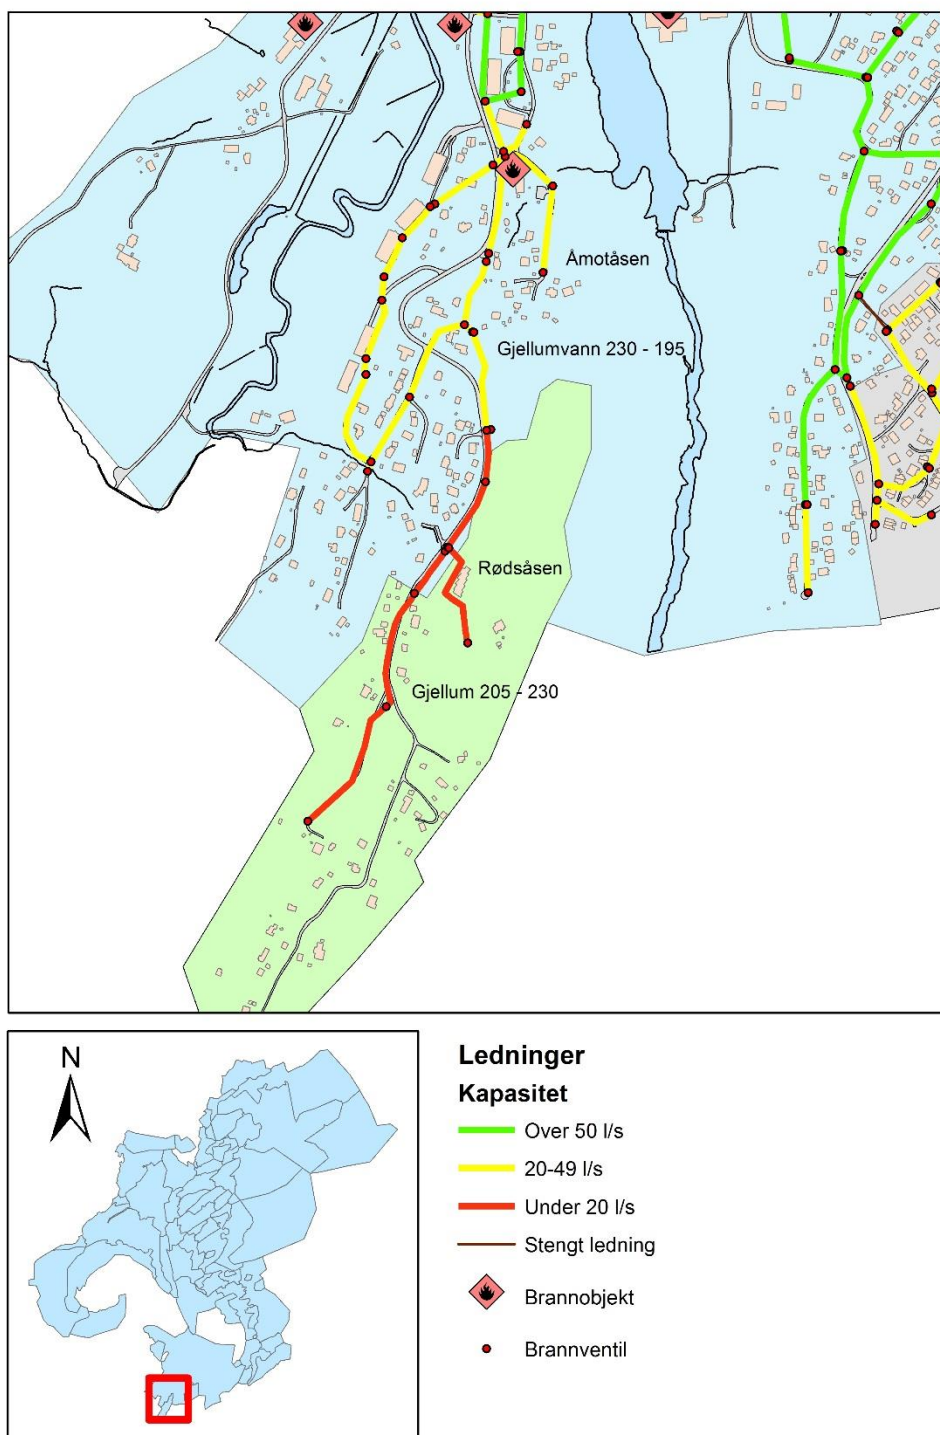 Åmotåsen
Gjellumvann 230 - 195
Rødsåsen
Gjellum 205 - 230
N
Ledninger
Kapasitet
Over 50 l/s
20-49 l/s
Under 20 l/s
Stengt ledning
Brannobjekt
Brannventil